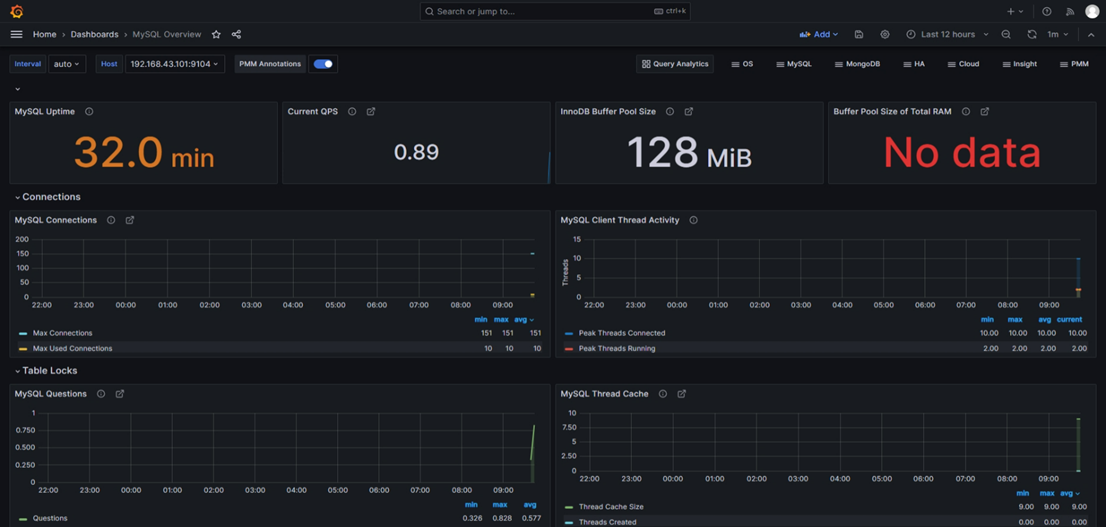 Search or jump to... ctrl+k
Home > Dashboards > MySQL Overview Add Last 12 hours 1m
Interval auto Host 192.168.43.101:9104 PMM Annotations Query Analytics OS MySQL MongoDB HA Cloud Insight PMM
MySQL Uptime
32.0 min
Current QPS
0.89
InnoDB Buffer Pool Size
128 MiB
Buffer Pool Size of Total RAM
No data
Connections
MySQL Connections
200
150
100
50
0
22:00 23:00 00:00 01:00 02:00 03:00 04:00 05:00 06:00 07:00 08:00 09:00
min max avg
Max Connections 151 151 151
Max Used Connections 10 10 10
MySQL Client Thread Activity
Threads
15
10
5
0
22:00 23:00 00:00 01:00 02:00 03:00 04:00 05:00 06:00 07:00 08:00 09:00
min max avg current
Peak Threads Connected 10.00 10.00 10.00 10.00
Peak Threads Running 2.00 2.00 2.00 2.00
Table Locks
MySQL Questions
1
0.750
0.500
0.250
0
22:00 23:00 00:00 01:00 02:00 03:00 04:00 05:00 06:00 07:00 08:00 09:00
min max avg
Questions 0.326 0.828 0.577
MySQL Thread Cache
10
7.50
5
2.50
0
22:00 23:00 00:00 01:00 02:00 03:00 04:00 05:00 06:00 07:00 08:00 09:00
min max avg
Thread Cache Size 9.00 9.00 9.00
Threads Created 0.00 0.00 0.00